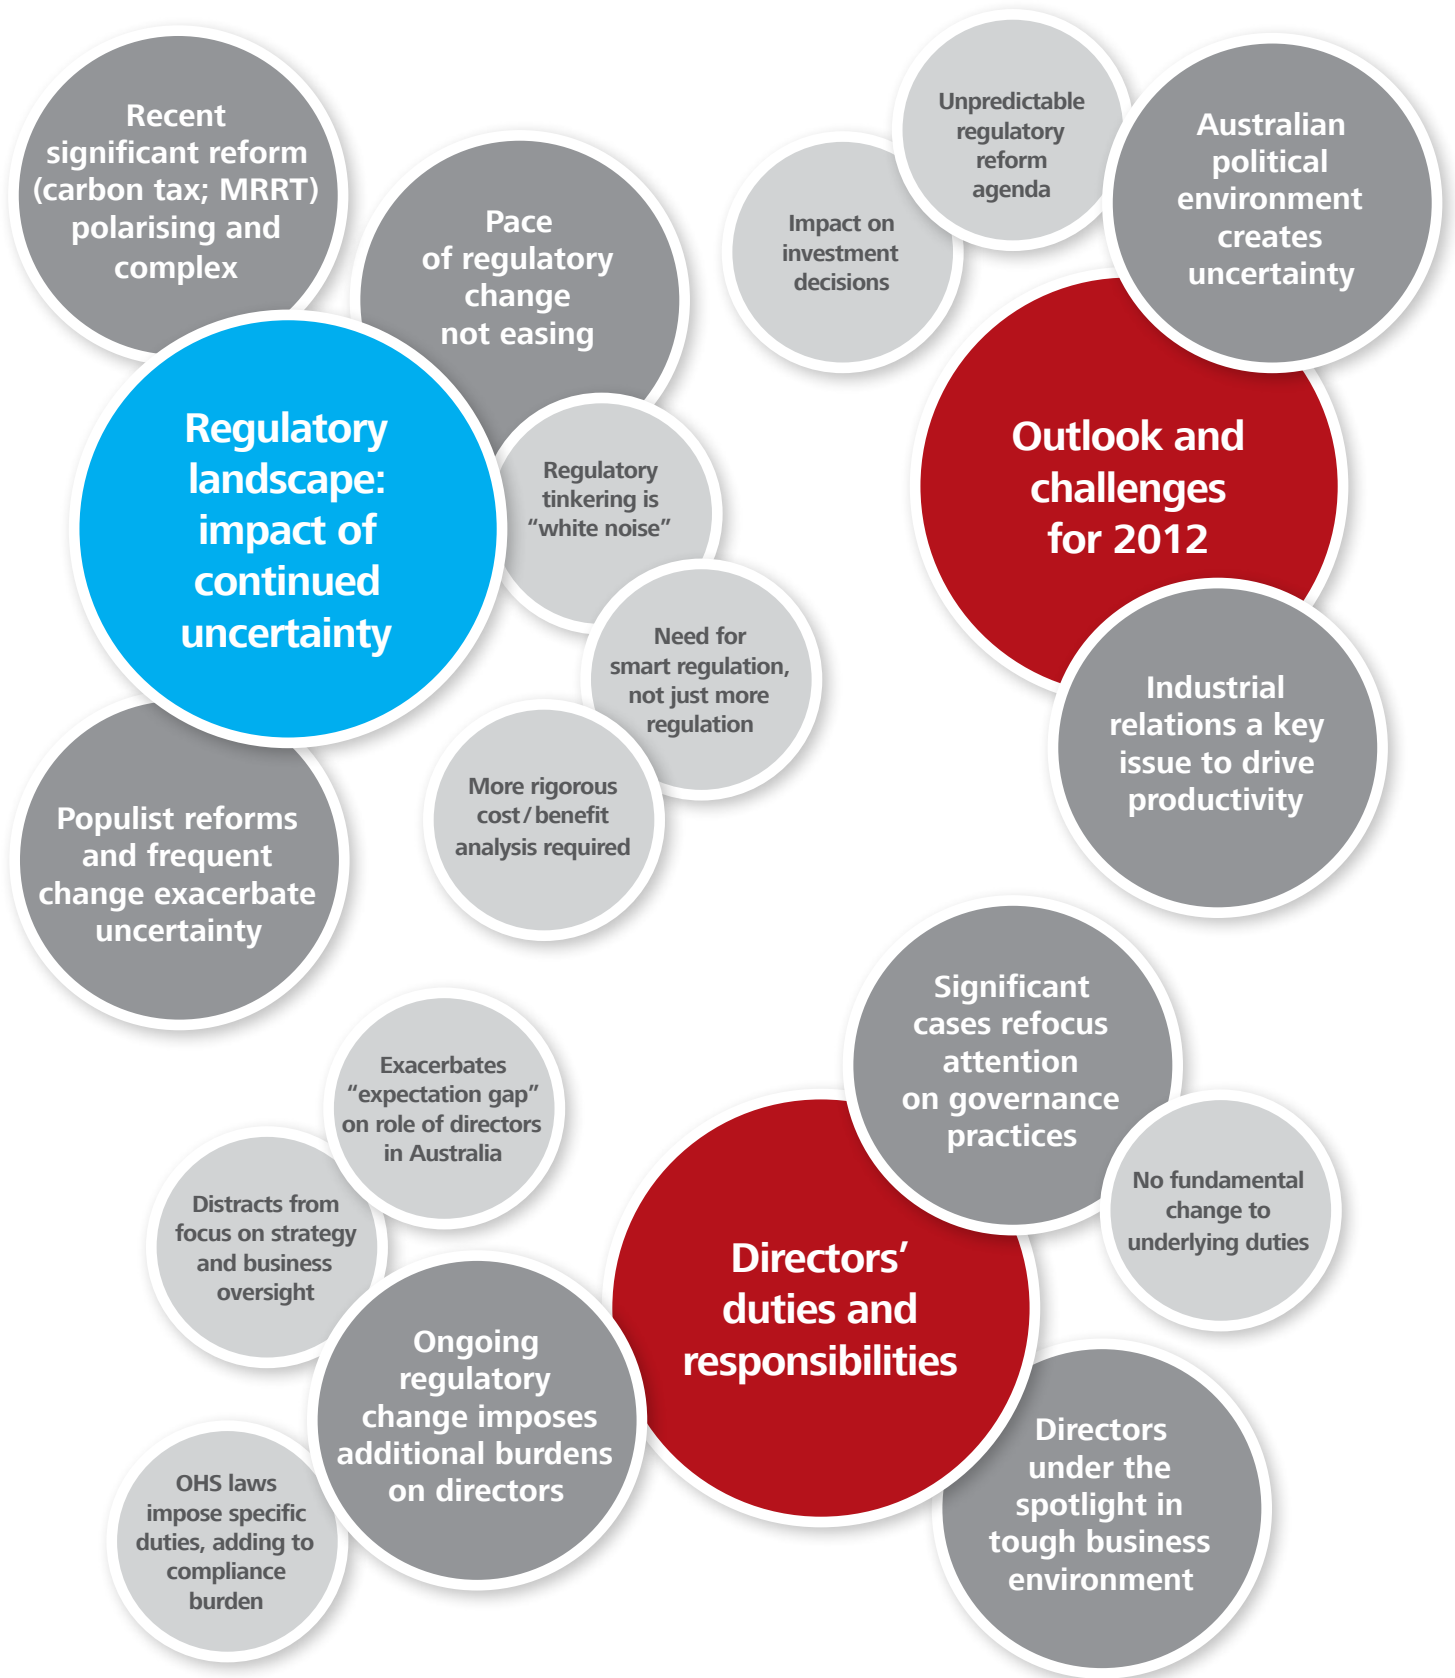 Recent
significant reform
(carbon tax; MRRT)
polarising and
complex
Pace
of regulatory
change
not easing
Regulatory
landscape:
impact of
continued
uncertainty
Regulatory
tinkering is
“white noise”
Need for
smart regulation,
not just more
regulation
More rigorous
cost / benefit
analysis required
Populist reforms
and frequent
change exacerbate
uncertainty
Unpredictable
regulatory
reform
agenda
Impact on
investment
decisions
Australian
political
environment
creates
uncertainty
Outlook and
challenges
for 2012
Industrial
relations a key
issue to drive
productivity
Significant
cases refocus
attention
on governance
practices
No fundamental
change to
underlying duties
Exacerbates
“expectation gap”
on role of directors
in Australia
Distracts from
focus on strategy
and business
oversight
Directors’
duties and
responsibilities
Ongoing
regulatory
change imposes
additional burdens
on directors
OHS laws
impose specific
duties, adding to
compliance
burden
Directors
under the
spotlight in
tough business
environment